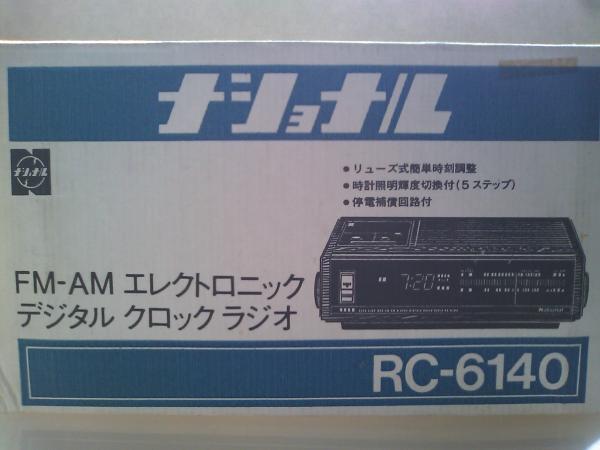 ナショナル
ナショナル
・リューズ式簡単時刻調整
・時計照明輝度切換付(5ステップ)
・停電補償回路付
FM-AM エレクトロニック
デジタル クロック ラジオ
7:20
National
RC-6140